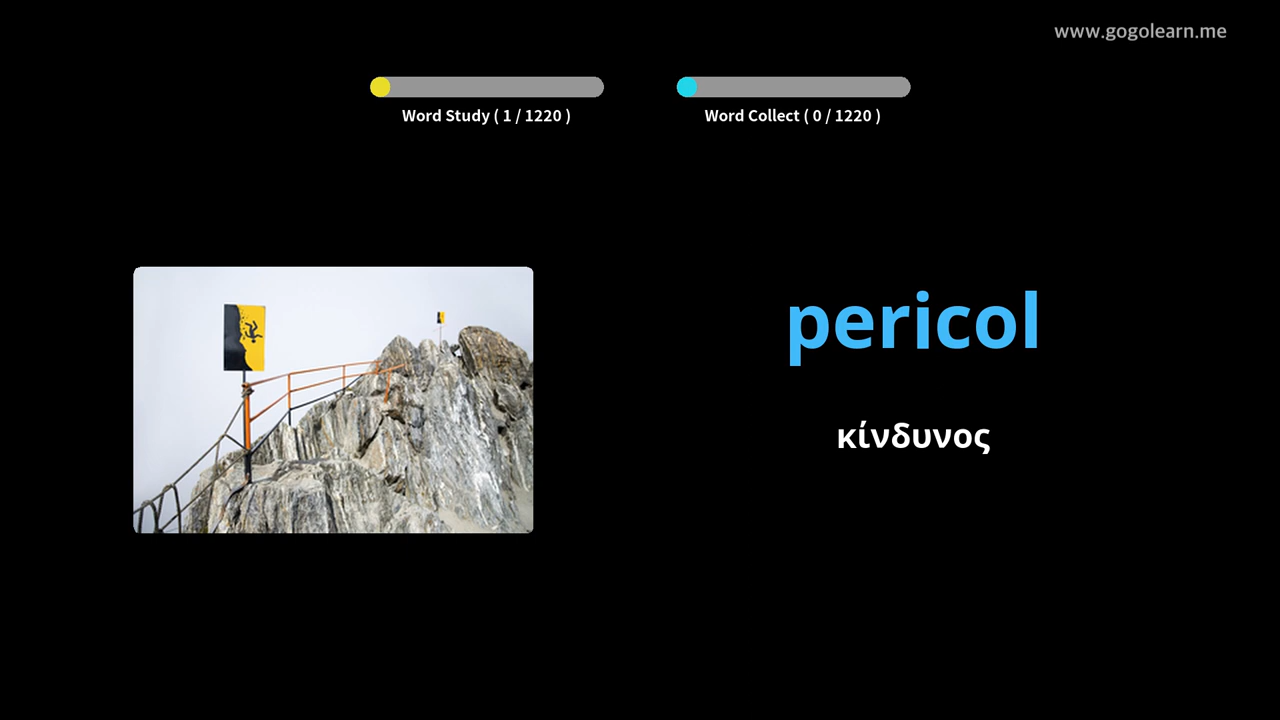 www.gogolearn.me
Word Study ( 1 / 1220 )
Word Collect ( 0 / 1220 )
pericol
κίνδυνος